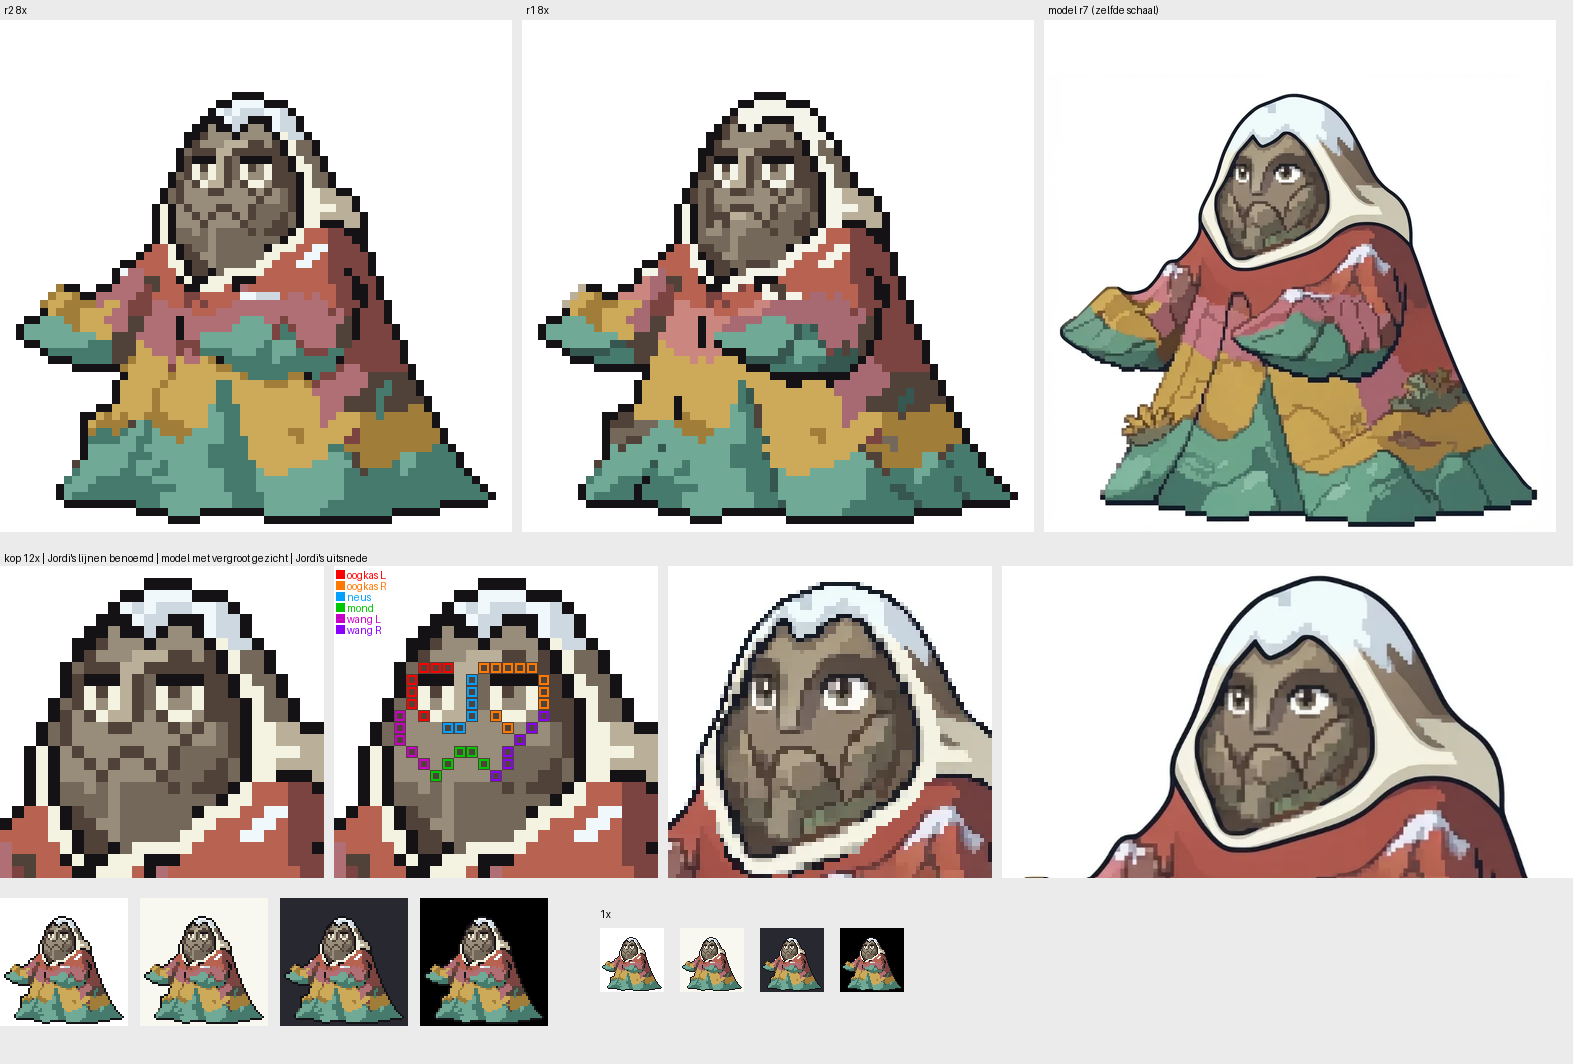 r2 8x
r1 8x
model r7 (zelfde schaal)
kop 12x | Jordi's lijnen benoemd | model met vergroot gezicht | Jordi's uitsnede
oogkas L
oogkas R
neus
mond
wang L
wang R
1x